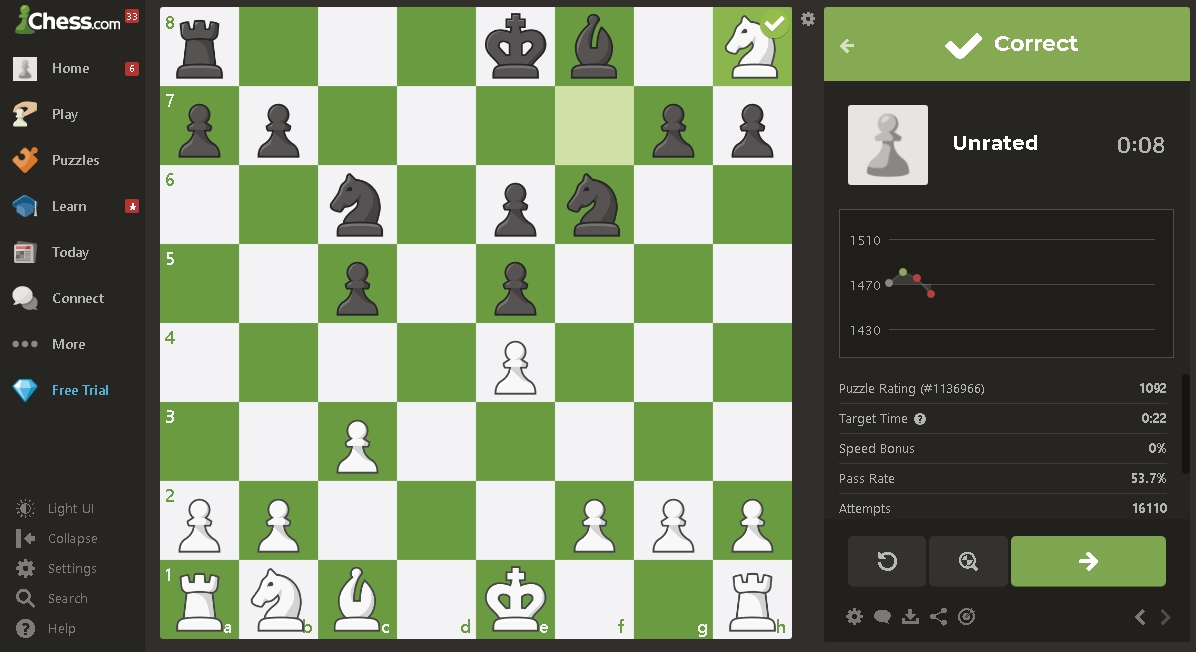 Chess.com 33
Home 6
Play
Puzzles
Learn
Today
Connect
More
Free Trial
Light UI
Collapse
Settings
Search
Help
8
7
6
5
4
3
2
1
a b c d e f g h
Correct
Unrated 0:08
1510
1470
1430
Puzzle Rating (#1136966) 1092
Target Time ? 0:22
Speed Bonus 0%
Pass Rate 53.7%
Attempts 16110